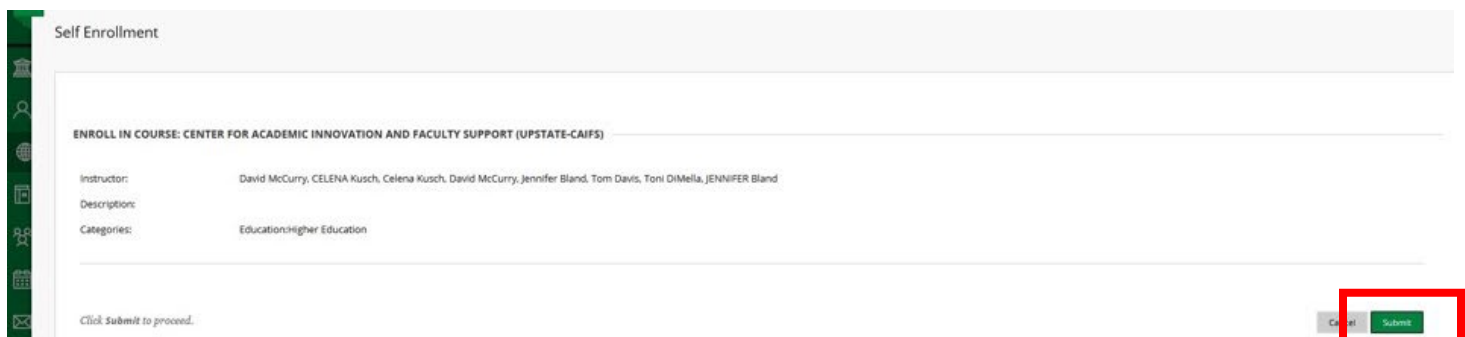 Self Enrollment
ENROLL IN COURSE: CENTER FOR ACADEMIC INNOVATION AND FACULTY SUPPORT (UPSTATE-CAIFS)
Instructor: David McCurry, CELENA Kusch, Celena Kusch, David McCurry, Jennifer Bland, Tom Davis, Toni DiMella, JENNIFER Bland
Description:
Categories: Education:Higher Education
Click Submit to proceed. Cancel Submit